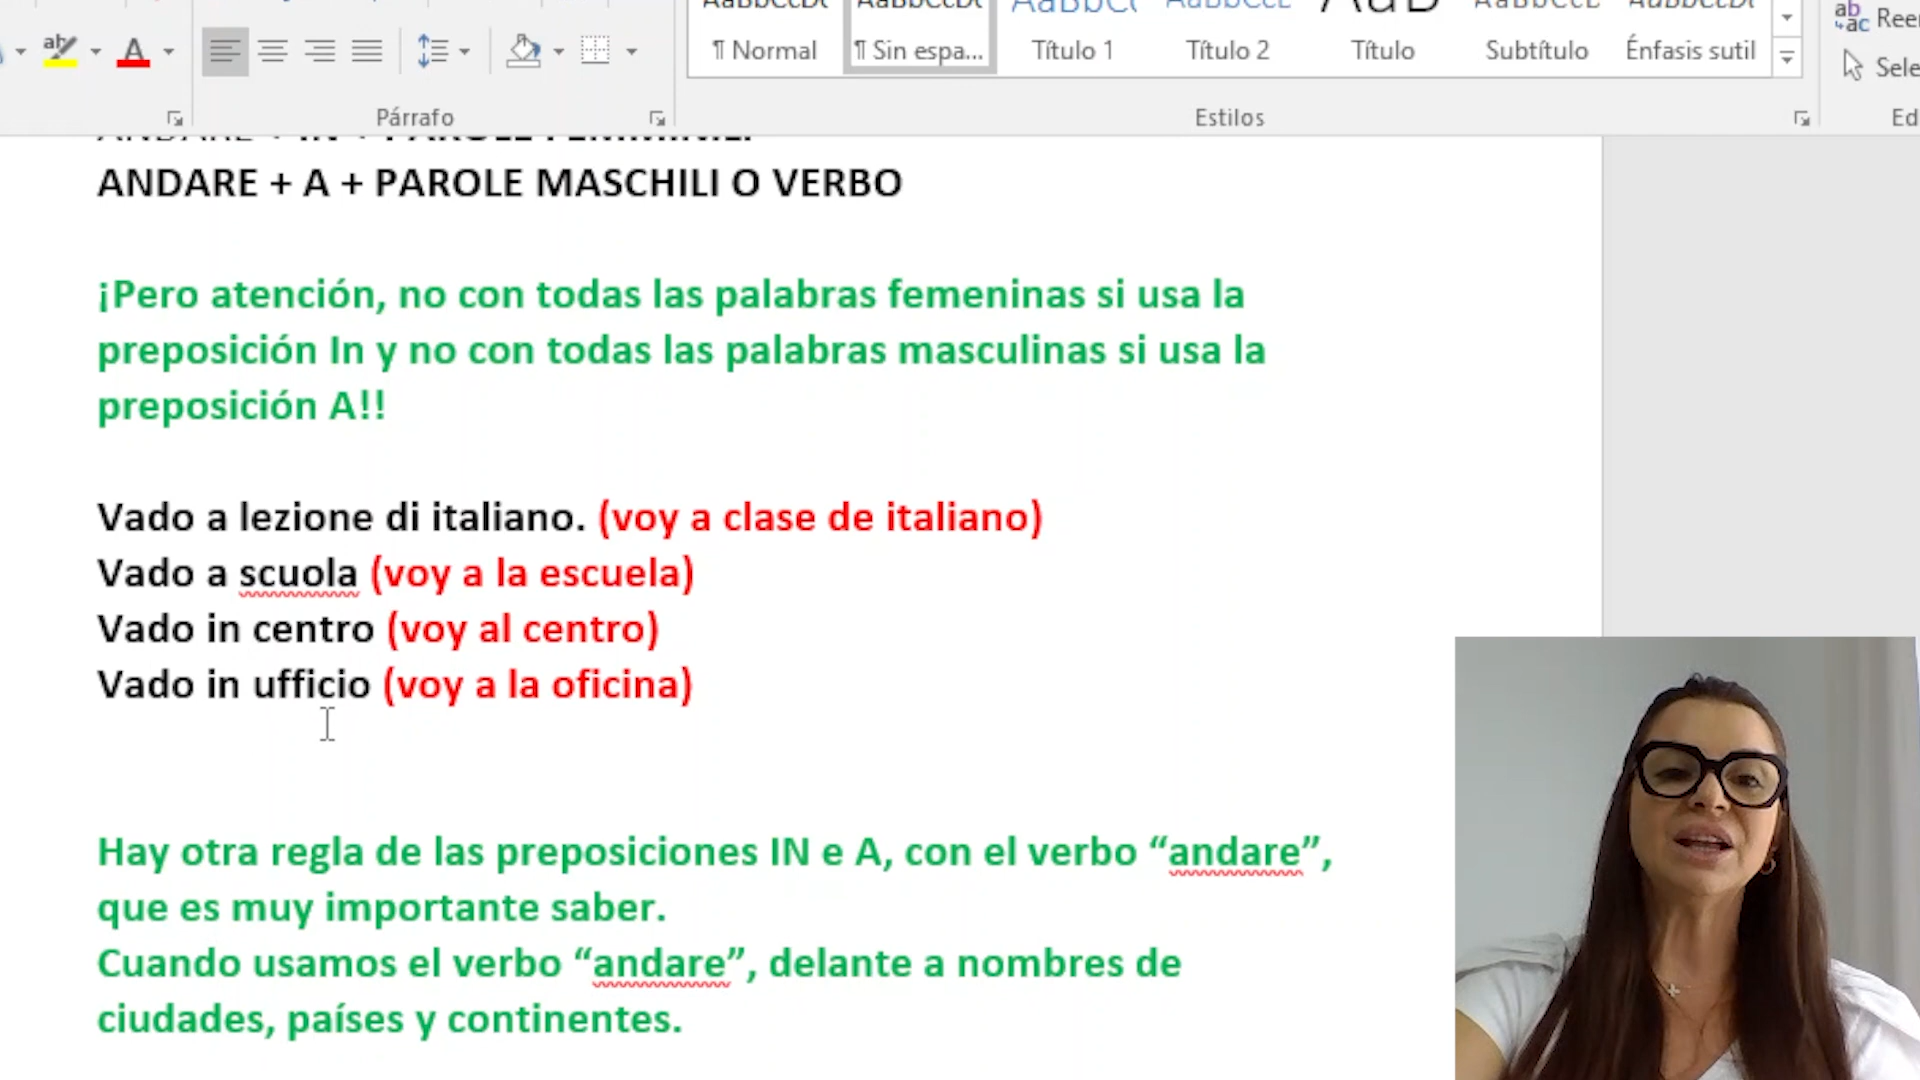 ¶ Normal
¶ Sin espa...
Título 1
Título 2
Título
Subtítulo
Énfasis sutil
Párrafo
Estilos
ANDARE + IN + PAROLE FEMMINILI
ANDARE + A + PAROLE MASCHILI O VERBO
¡Pero atención, no con todas las palabras femeninas si usa la
preposición In y no con todas las palabras masculinas si usa la
preposición A!!
Vado a lezione di italiano. (voy a clase de italiano)
Vado a scuola (voy a la escuela)
Vado in centro (voy al centro)
Vado in ufficio (voy a la oficina)
Hay otra regla de las preposiciones IN e A, con el verbo “andare”,
que es muy importante saber.
Cuando usamos el verbo “andare”, delante a nombres de
ciudades, países y continentes.